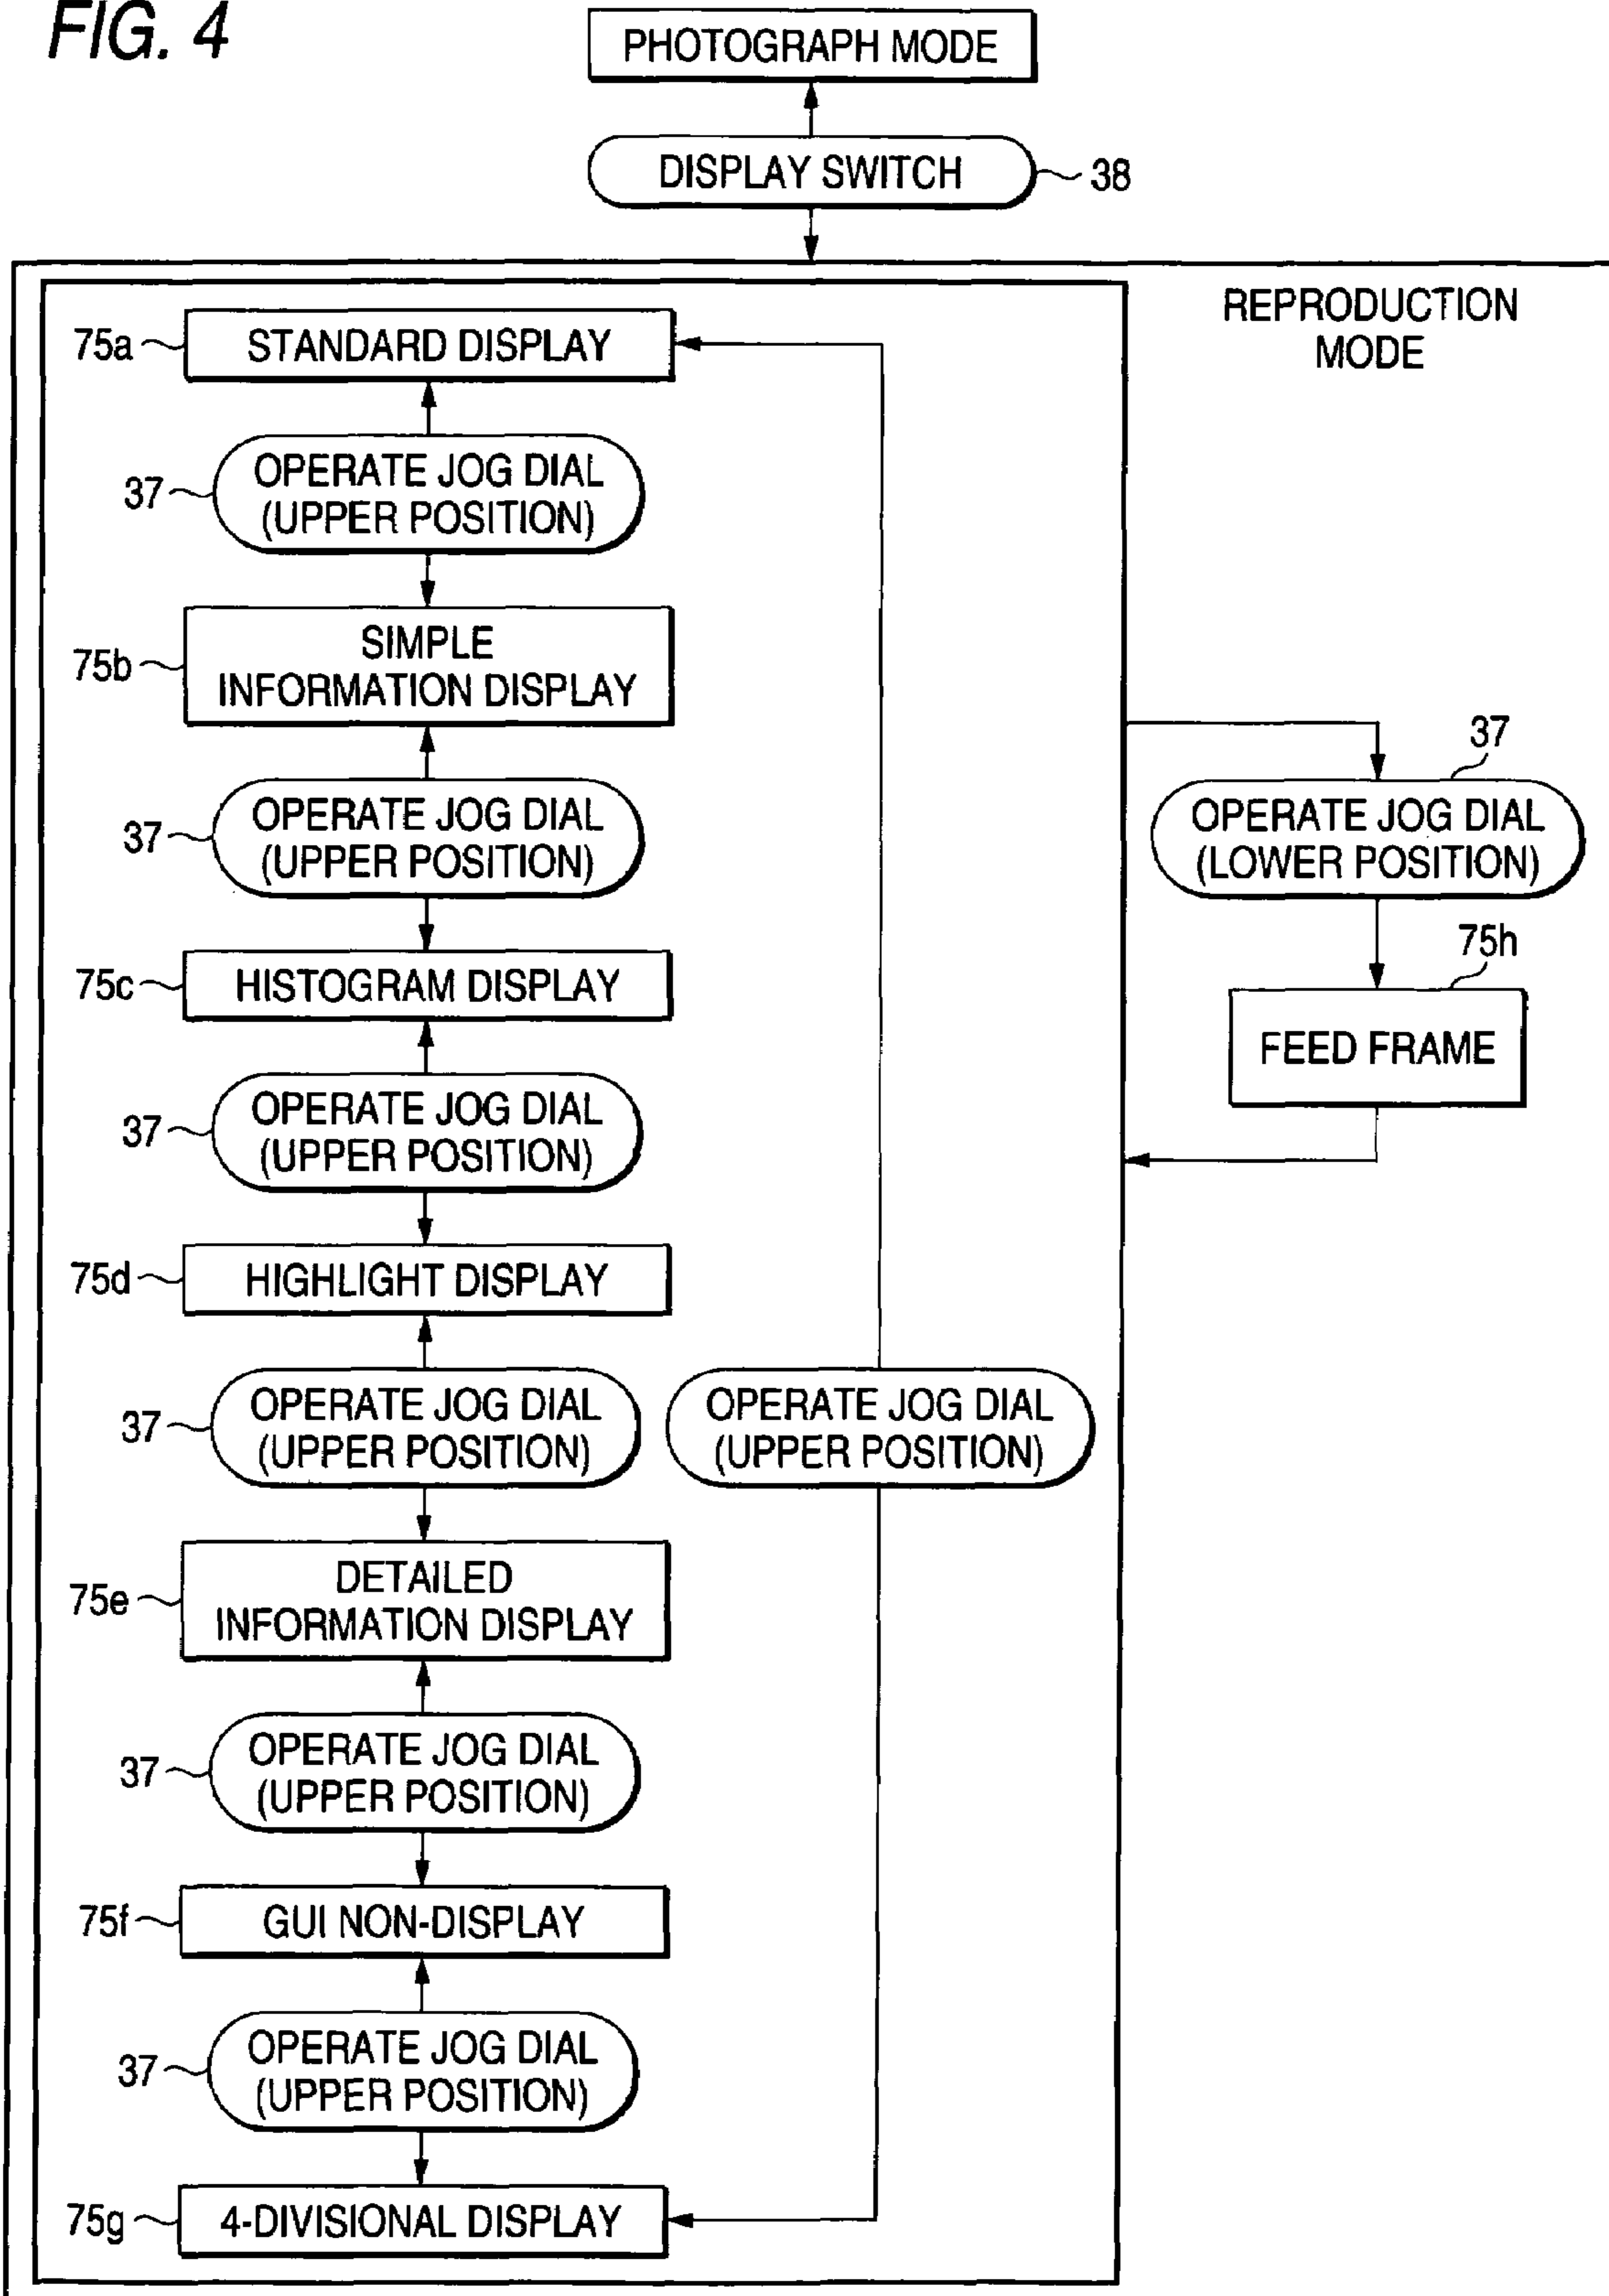 FIG. 4
PHOTOGRAPH MODE
DISPLAY SWITCH
38
REPRODUCTION
MODE
75a
STANDARD DISPLAY
37
OPERATE JOG DIAL
(UPPER POSITION)
75b
SIMPLE
INFORMATION DISPLAY
37
OPERATE JOG DIAL
(UPPER POSITION)
37
OPERATE JOG DIAL
(LOWER POSITION)
75c
HISTOGRAM DISPLAY
75h
FEED FRAME
37
OPERATE JOG DIAL
(UPPER POSITION)
75d
HIGHLIGHT DISPLAY
37
OPERATE JOG DIAL
(UPPER POSITION)
OPERATE JOG DIAL
(UPPER POSITION)
75e
DETAILED
INFORMATION DISPLAY
37
OPERATE JOG DIAL
(UPPER POSITION)
75f
GUI NON-DISPLAY
37
OPERATE JOG DIAL
(UPPER POSITION)
75g
4-DIVISIONAL DISPLAY